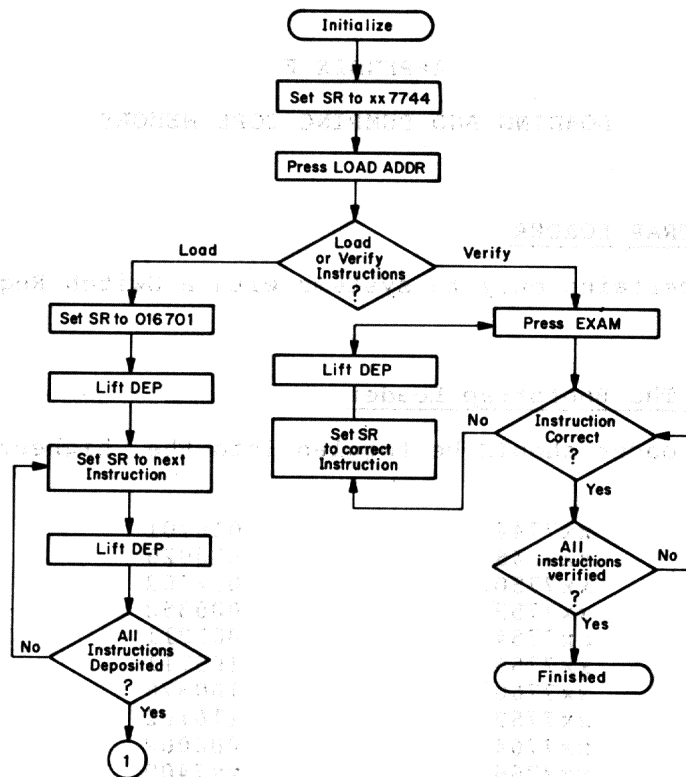 Initialize
Set SR to xx7744
Press LOAD ADDR
Load
or Verify
Instructions
?
Load
Verify
Set SR to 016701
Lift DEP
Set SR to next
Instruction
Lift DEP
All
Instructions
Deposited
?
No
Yes
1
Press EXAM
Lift DEP
Set SR
to correct
Instruction
No
Instruction
Correct
?
Yes
All
instructions
verified
?
No
Yes
Finished